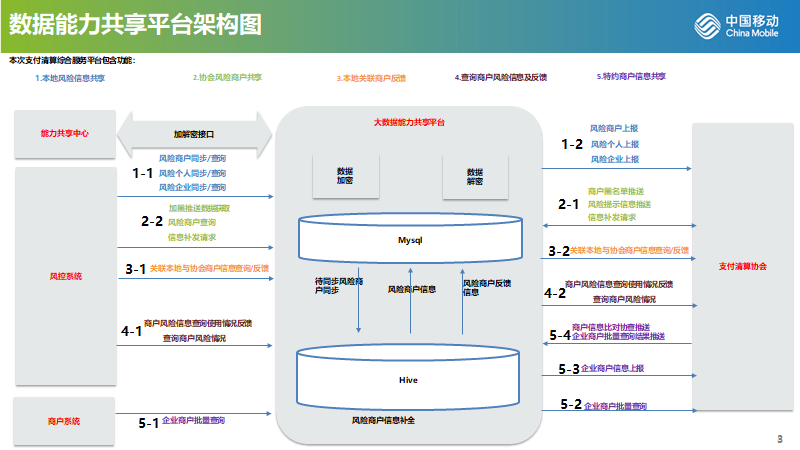 数据能力共享平台架构图
中国移动
China Mobile
本次支付清算综合服务平台包含功能:
1.本地风险信息共享
2.协会风险商户共享
3.本地关联商户反馈
4.查询商户风险信息及反馈
5.特约商户信息共享
能力共享中心
加解密接口
大数据能力共享平台
1-1
风险商户同步/查询
风险个人同步/查询
风险企业同步/查询
2-2
加黑推送数据获取
风险商户查询
信息补发请求
3-1
关联本地与协会商户信息查询/反馈
风控系统
4-1
商户风险信息查询使用情况反馈
查询商户风险情况
商户系统
5-1
企业商户批量查询
数据
加密
数据
解密
Mysql
待同步风险商
户同步
风险商户信息
风险商户反馈
信息
Hive
风险商户信息补全
1-2
风险商户上报
风险个人上报
风险企业上报
2-1
商户黑名单推送
风险提示信息推送
信息补发请求
3-2
关联本地与协会商户信息查询/反馈
支付清算协会
4-2
商户风险信息查询使用情况反馈
查询商户风险情况
5-4
商户信息比对协查推送
企业商户批量查询结果推送
5-3
企业商户信息上报
5-2
企业商户批量查询
3